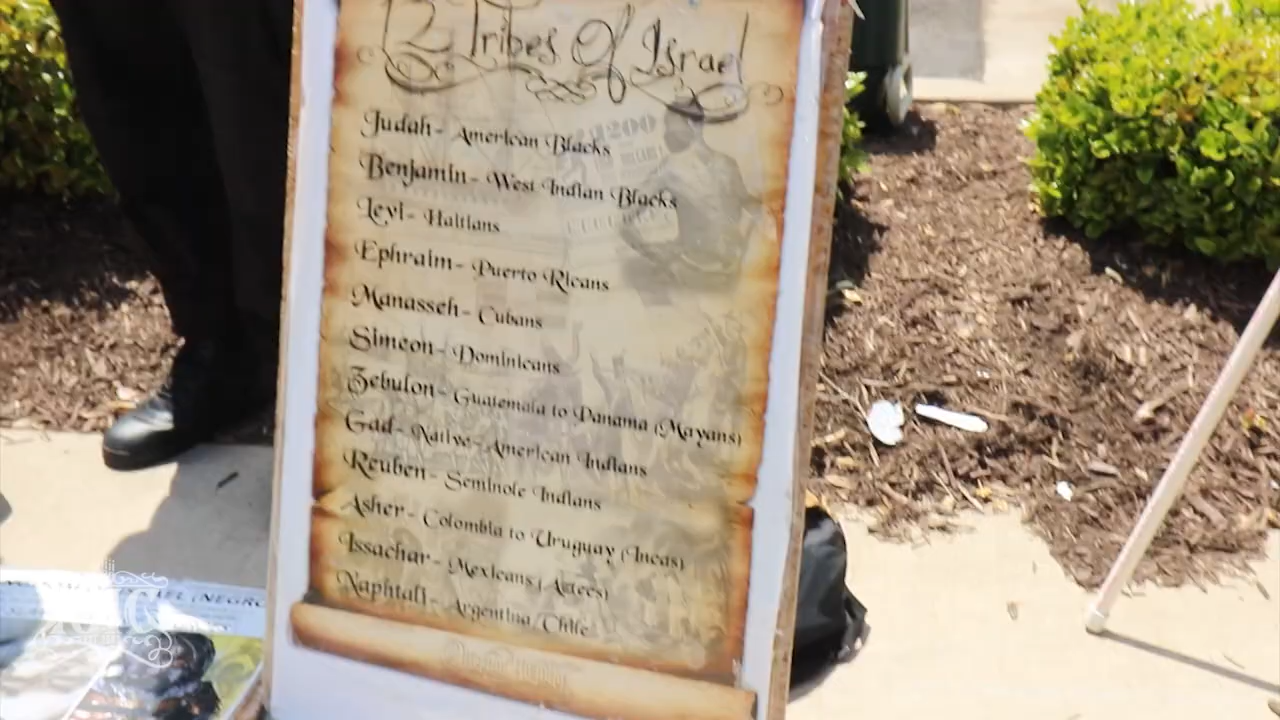 12 Tribes Of Israel
Judah - American Blacks
Benjamin - West Indian Blacks
Levi - Haitians
Ephraim - Puerto Ricans
Manasseh - Cubans
Simeon - Dominicans
Zebulon - Guatemala to Panama (Mayans)
Gad - Native - American Indians
Reuben - Seminole Indians
Asher - Colombia to Uruguay (Incas)
Issachar - Mexicans (Aztecs)
Naphtali - Argentina/Chile